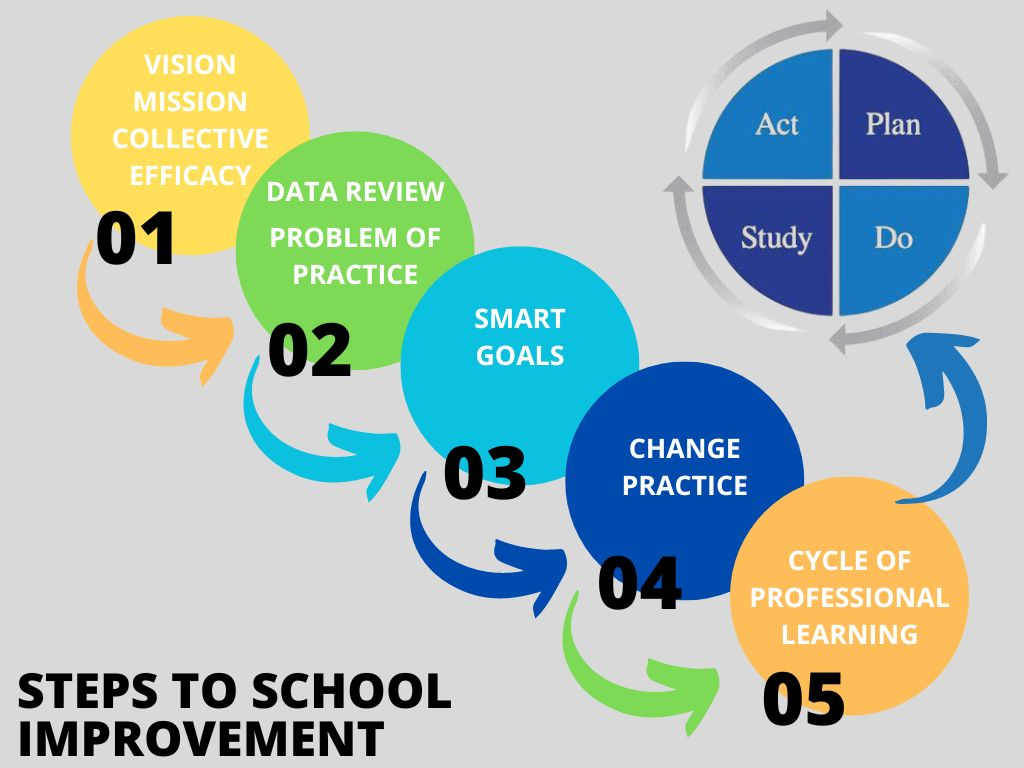 VISION
MISSION
COLLECTIVE
EFFICACY
01
DATA REVIEW
PROBLEM OF
PRACTICE
02
SMART
GOALS
03
CHANGE
PRACTICE
04
CYCLE OF
PROFESSIONAL
LEARNING
05
Act
Plan
Study
Do
STEPS TO SCHOOL
IMPROVEMENT